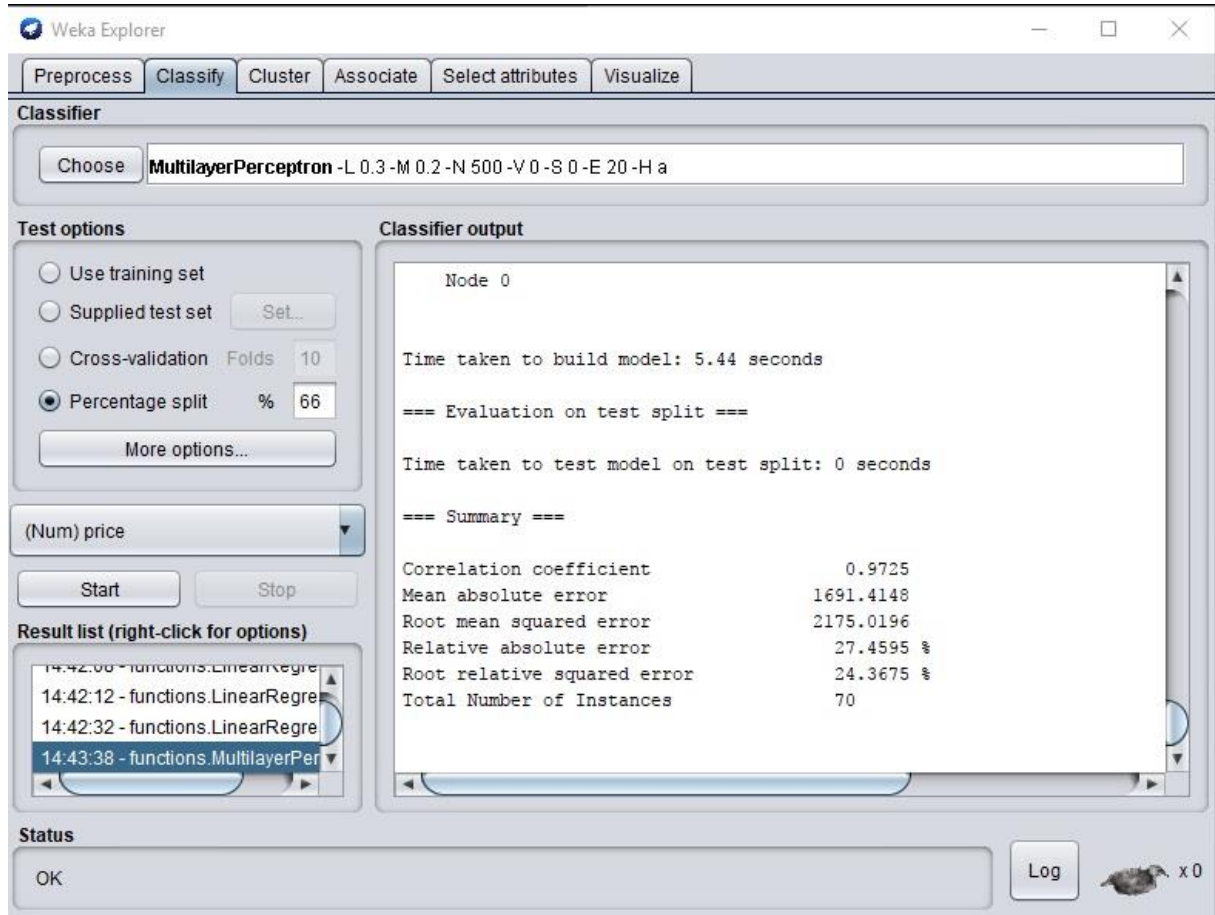 Weka Explorer
Preprocess Classify Cluster Associate Select attributes Visualize
Classifier
Choose MultilayerPerceptron -L 0.3 -M 0.2 -N 500 -V 0 -S 0 -E 20 -H a
Test options
Use training set
Supplied test set Set...
Cross-validation Folds 10
Percentage split % 66
More options...
(Num) price
Start Stop
Result list (right-click for options)
14:42:08 - functions.LinearRegre
14:42:12 - functions.LinearRegre
14:42:32 - functions.LinearRegre
14:43:38 - functions.MultilayerPer
Classifier output
Node 0
Time taken to build model: 5.44 seconds
=== Evaluation on test split ===
Time taken to test model on test split: 0 seconds
=== Summary ===
Correlation coefficient 0.9725
Mean absolute error 1691.4148
Root mean squared error 2175.0196
Relative absolute error 27.4595 %
Root relative squared error 24.3675 %
Total Number of Instances 70
Status
OK
Log
x 0